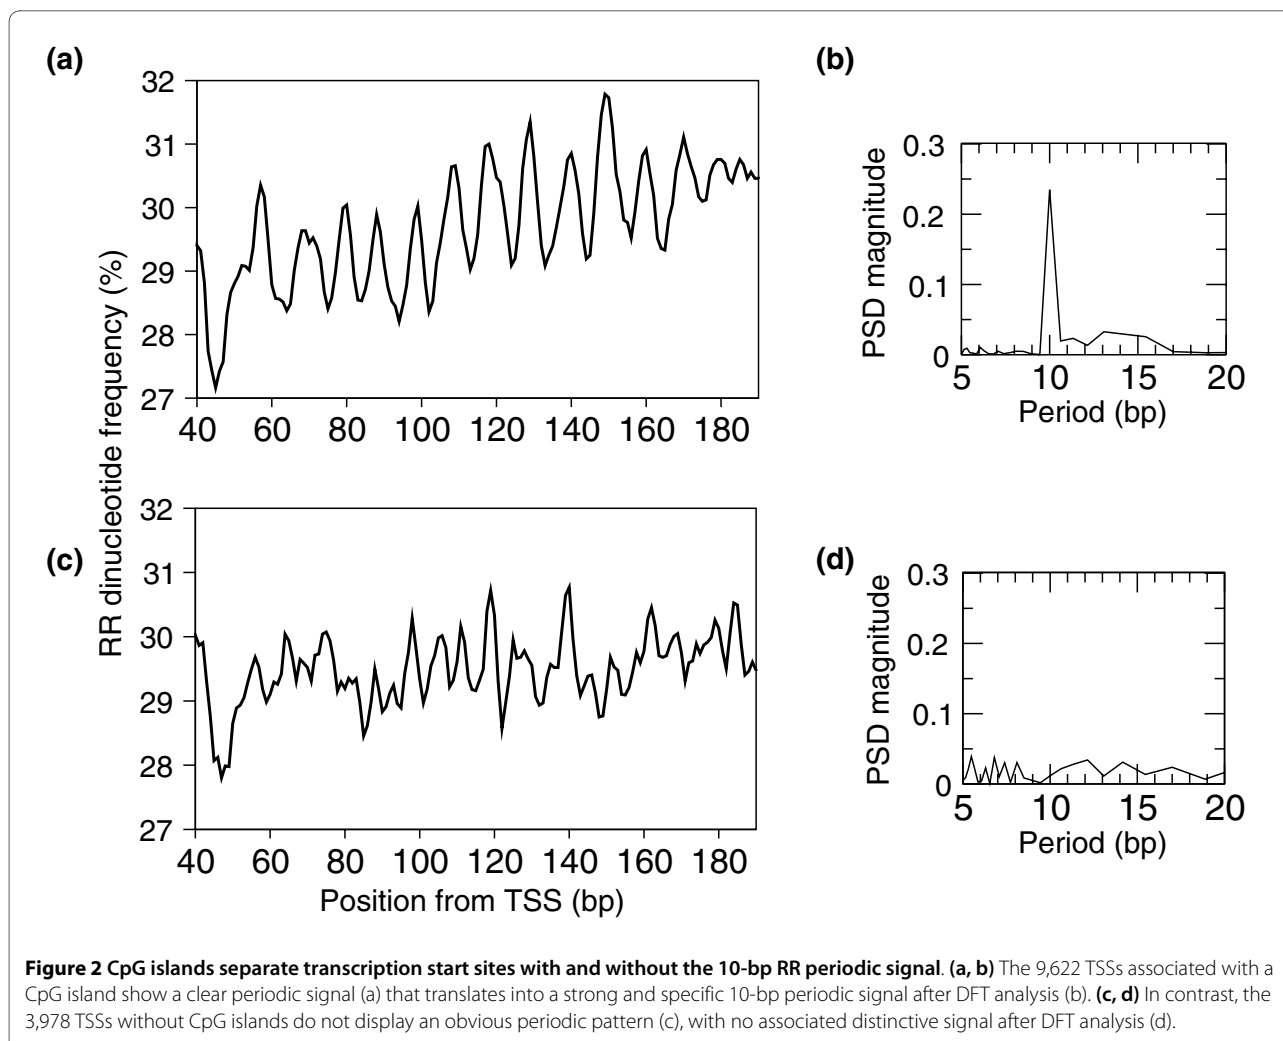 (a)
32
31
30
29
28
27
40 60 80 100 120 140 160 180
(b)
0.3
0.2
0.1
0
5 10 15 20
PSD magnitude
Period (bp)
RR dinucleotide frequency (%)
(c)
32
31
30
29
28
27
40 60 80 100 120 140 160 180
Position from TSS (bp)
(d)
0.3
0.2
0.1
0
5 10 15 20
PSD magnitude
Period (bp)
Figure 2 CpG islands separate transcription start sites with and without the 10-bp RR periodic signal. (a, b) The 9,622 TSSs associated with a
CpG island show a clear periodic signal (a) that translates into a strong and specific 10-bp periodic signal after DFT analysis (b). (c, d) In contrast, the
3,978 TSSs without CpG islands do not display an obvious periodic pattern (c), with no associated distinctive signal after DFT analysis (d).